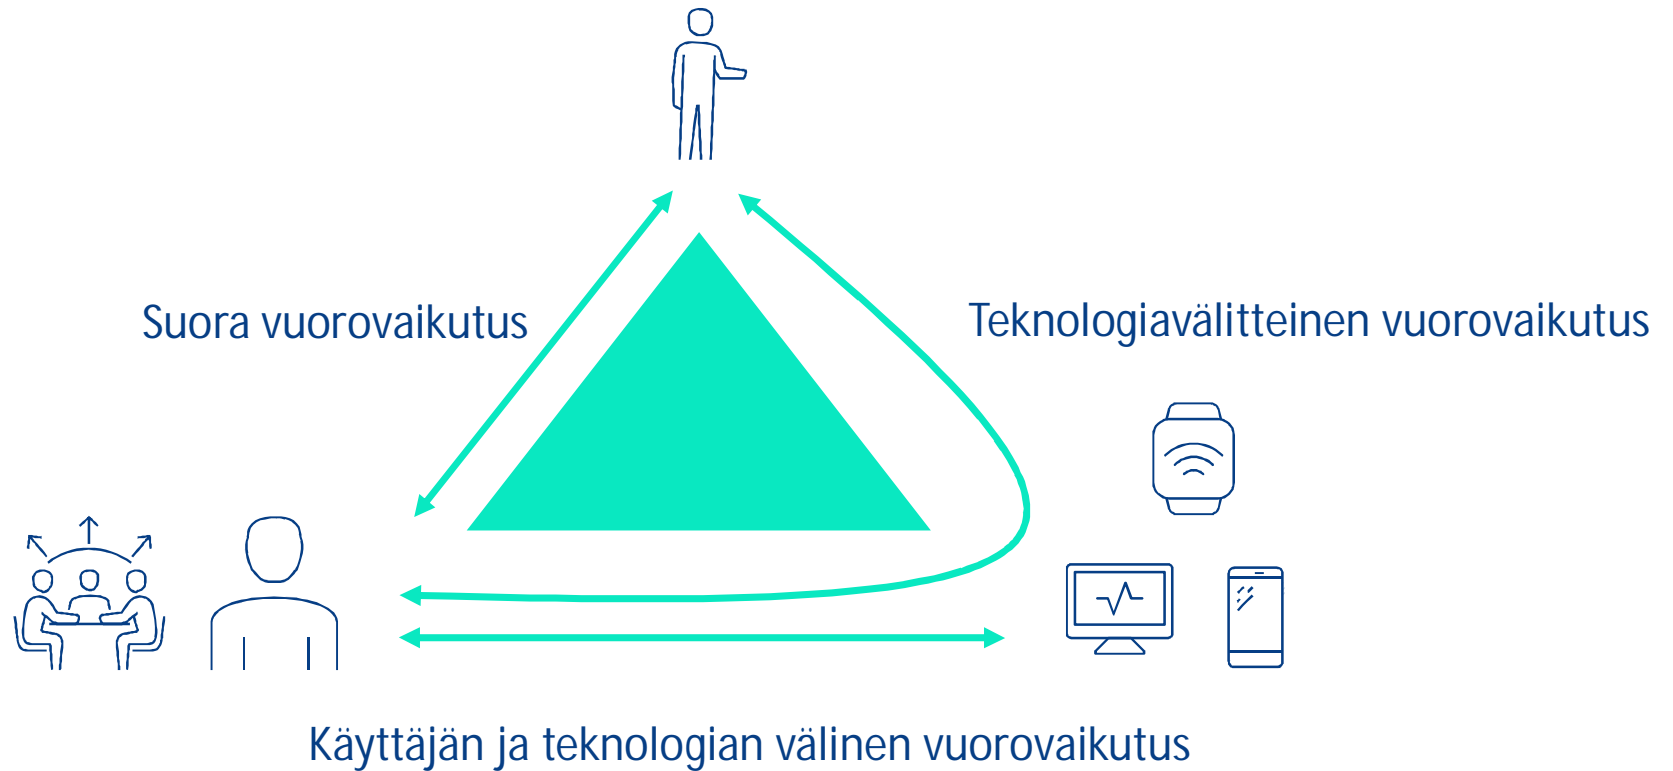 Suora vuorovaikutus
Teknologiavälitteinen vuorovaikutus
Käyttäjän ja teknologian välinen vuorovaikutus